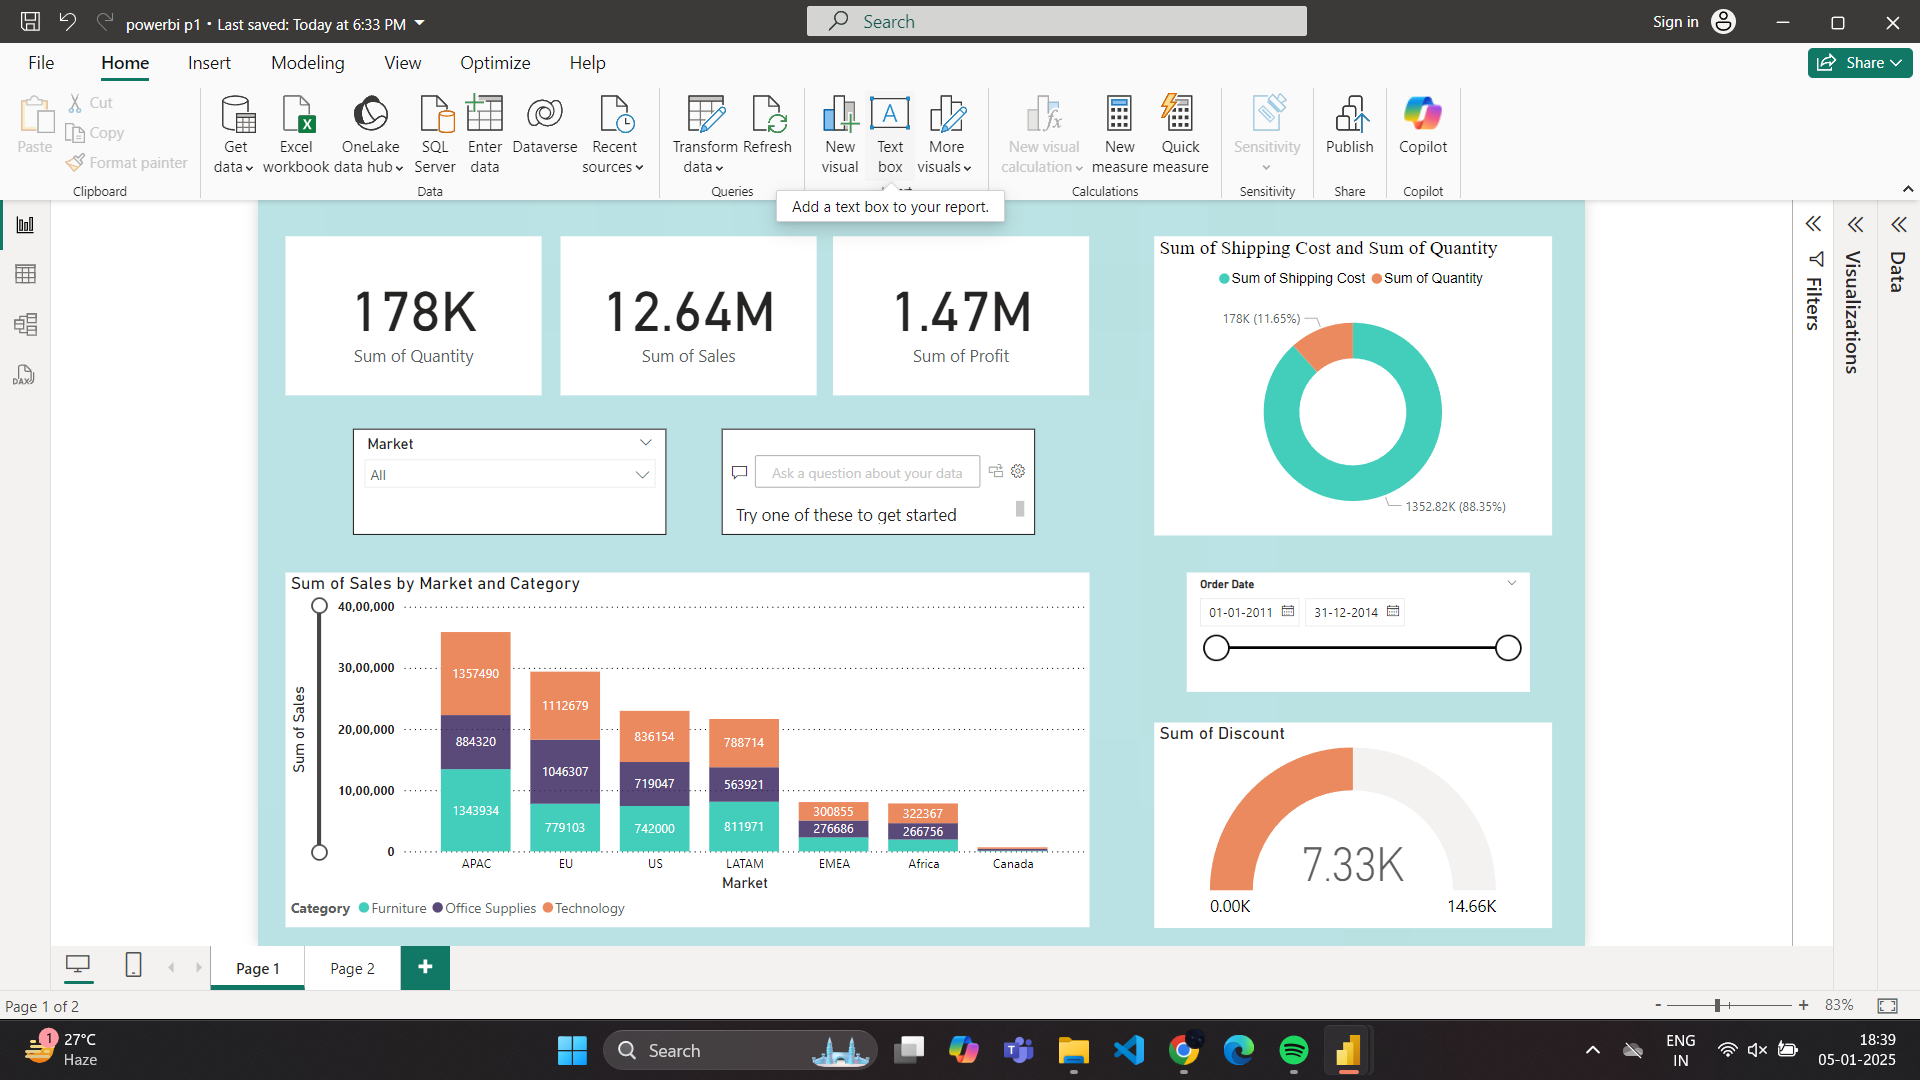 powerbi p1 • Last saved: Today at 6:33 PM
Search
Sign in
File
Home
Insert
Modeling
View
Optimize
Help
Share
Paste
Cut
Copy
Format painter
Clipboard
Get data
Excel workbook
OneLake data hub
SQL Server
Enter data
Dataverse
Recent sources
Data
Transform data
Refresh
Queries
New visual
Text box
More visuals
New visual calculation
New measure
Quick measure
Calculations
Sensitivity
Sensitivity
Publish
Share
Copilot
Copilot
Add a text box to your report.
DAX
178K
Sum of Quantity
12.64M
Sum of Sales
1.47M
Sum of Profit
Market
All
Ask a question about your data
Try one of these to get started
Sum of Shipping Cost and Sum of Quantity
Sum of Shipping Cost
Sum of Quantity
178K (11.65%)
1352.82K (88.35%)
Filters
Visualizations
Data
Sum of Sales by Market and Category
Sum of Sales
40,00,000
30,00,000
20,00,000
10,00,000
0
1357490
884320
1343934
1112679
1046307
779103
836154
719047
742000
788714
563921
811971
300855
276686
322367
266756
APAC
EU
US
LATAM
EMEA
Africa
Canada
Market
Category
Furniture
Office Supplies
Technology
Order Date
01-01-2011
31-12-2014
Sum of Discount
7.33K
0.00K
14.66K
Page 1
Page 2
+
Page 1 of 2
- + 83%
1
27°C
Haze
Search
ENG
IN
18:39
05-01-2025